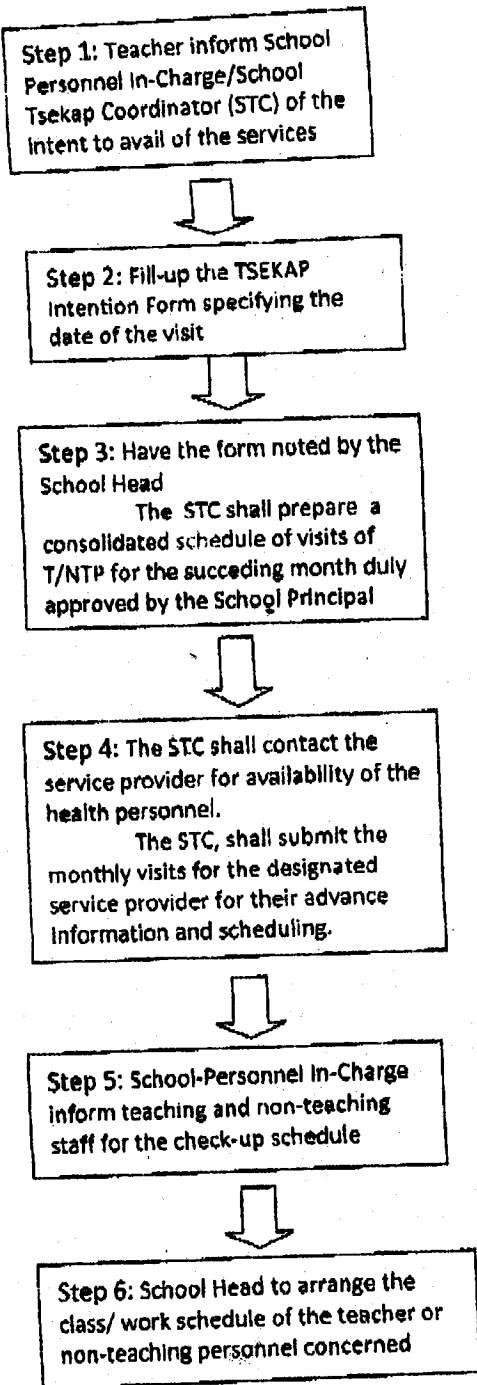 Step 1: Teacher inform School
Personnel In-Charge/School
Tsekap Coordinator (STC) of the
intent to avail of the services
Step 2: Fill-up the TSEKAP
Intention Form specifying the
date of the visit
Step 3: Have the form noted by the
School Head
The STC shall prepare a
consolidated schedule of visits of
T/NTP for the succeding month duly
approved by the School Principal
Step 4: The STC shall contact the
service provider for availability of the
health personnel.
The STC, shall submit the
monthly visits for the designated
service provider for their advance
information and scheduling.
Step 5: School-Personnel In-Charge
inform teaching and non-teaching
staff for the check-up schedule
Step 6: School Head to arrange the
class/ work schedule of the teacher or
non-teaching personnel concerned